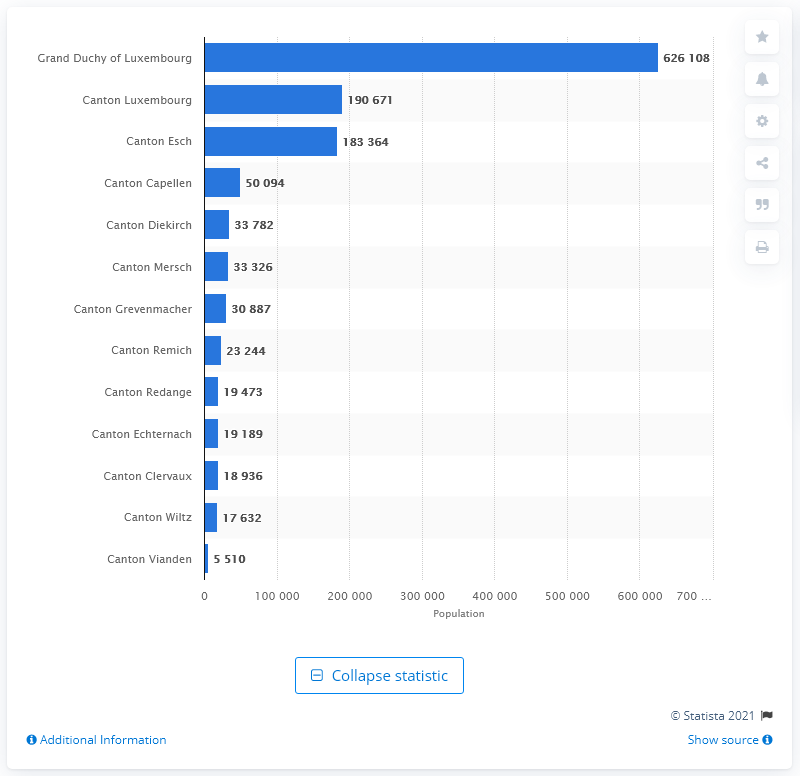 Grand Duchy of Luxembourg 626 108
Canton Luxembourg 190 671
Canton Esch 183 364
Canton Capellen 50 094
Canton Diekirch 33 782
Canton Mersch 33 326
Canton Grevenmacher 30 887
Canton Remich 23 244
Canton Redange 19 473
Canton Echternach 19 189
Canton Clervaux 18 936
Canton Wiltz 17 632
Canton Vianden 5 510
0 100 000 200 000 300 000 400 000 500 000 600 000 700 ...
Population
Collapse statistic
© Statista 2021
Additional Information Show source